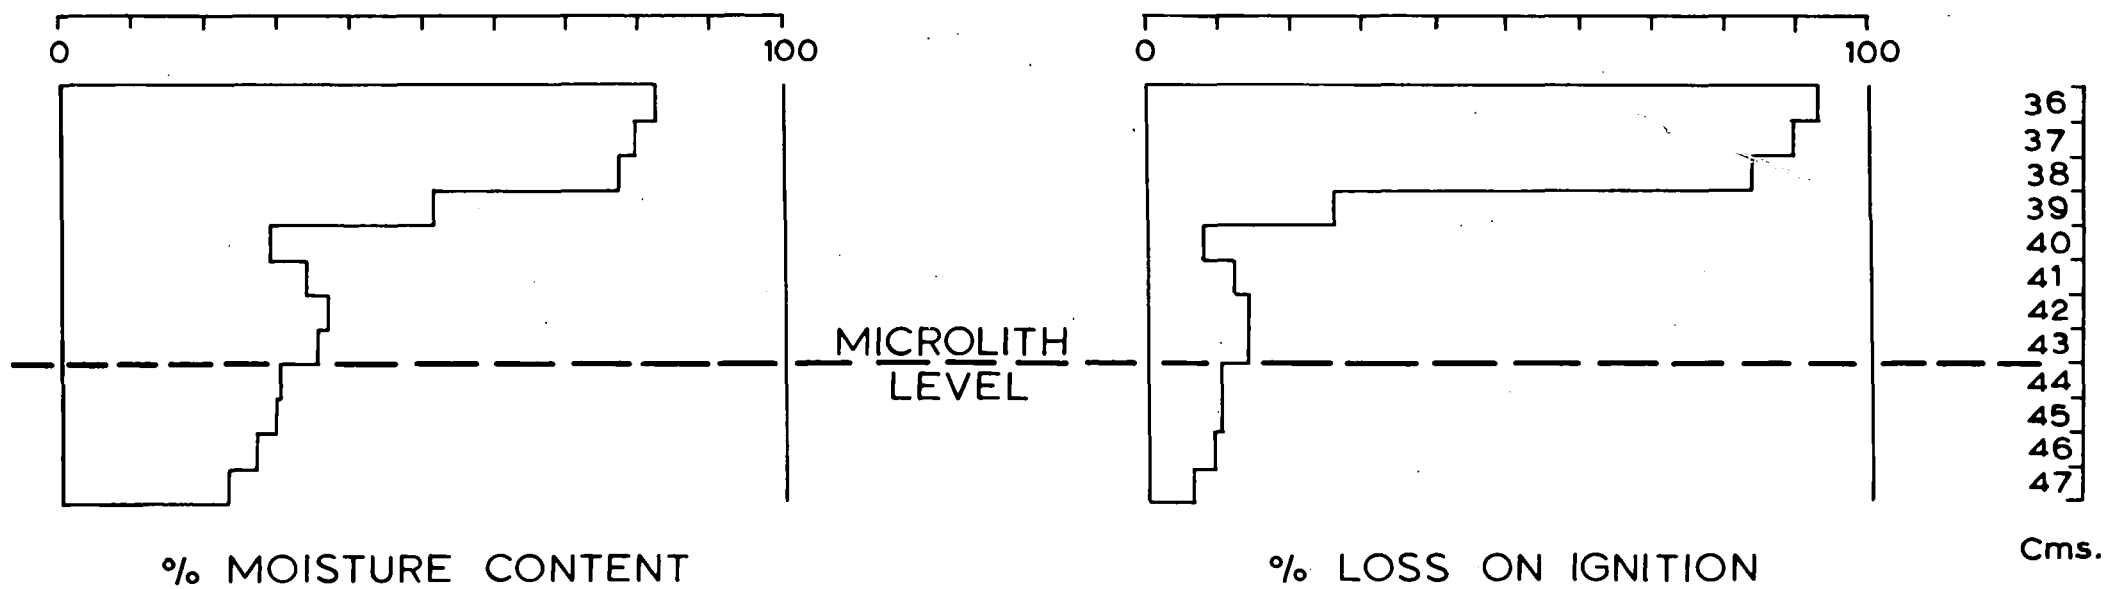 0 100
0 100
36
37
38
39
40
41
42
43
44
45
46
47
MICROLITH
LEVEL
% MOISTURE CONTENT
% LOSS ON IGNITION
Cms.